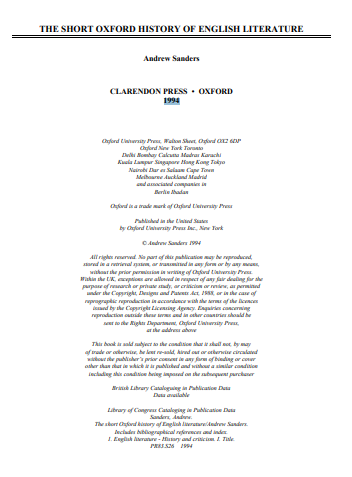 THE SHORT OXFORD HISTORY OF ENGLISH LITERATURE
Andrew Sanders
CLARENDON PRESS • OXFORD
1994
Oxford University Press, Walton Street, Oxford OX2 6DP
Oxford New York Toronto
Delhi Bombay Calcutta Madras Karachi
Kuala Lumpur Singapore Hong Kong Tokyo
Nairobi Dar es Salaam Cape Town
Melbourne Auckland Madrid
and associated companies in
Berlin Ibadan
Oxford is a trade mark of Oxford University Press
Published in the United States
by Oxford University Press Inc., New York
© Andrew Sanders 1994
All rights reserved. No part of this publication may be reproduced,
stored in a retrieval system, or transmitted in any form or by any means,
without the prior permission in writing of Oxford University Press.
Within the UK, exceptions are allowed in respect of any fair dealing for the
purpose of research or private study, or criticism or review, as permitted
under the Copyright, Designs and Patents Act, 1988, or in the case of
reprographic reproduction in accordance with the terms of the licences
issued by the Copyright Licensing Agency. Enquiries concerning
reproduction outside these terms and in other countries should be
sent to the Rights Department, Oxford University Press,
at the address above
This book is sold subject to the condition that it shall not, by way
of trade or otherwise, be lent re-sold, hired out or otherwise circulated
without the publisher's prior consent in any form of binding or cover
other than that in which it is published and without a similar condition
including this condition being imposed on the subsequent purchaser
British Library Cataloguing in Publication Data
Data available
Library of Congress Cataloging in Publication Data
Sanders, Andrew.
The short Oxford history of English literature/Andrew Sanders.
Includes bibliographical references and index.
1. English literature - History and criticism. I. Title.
PR83.S26 1994